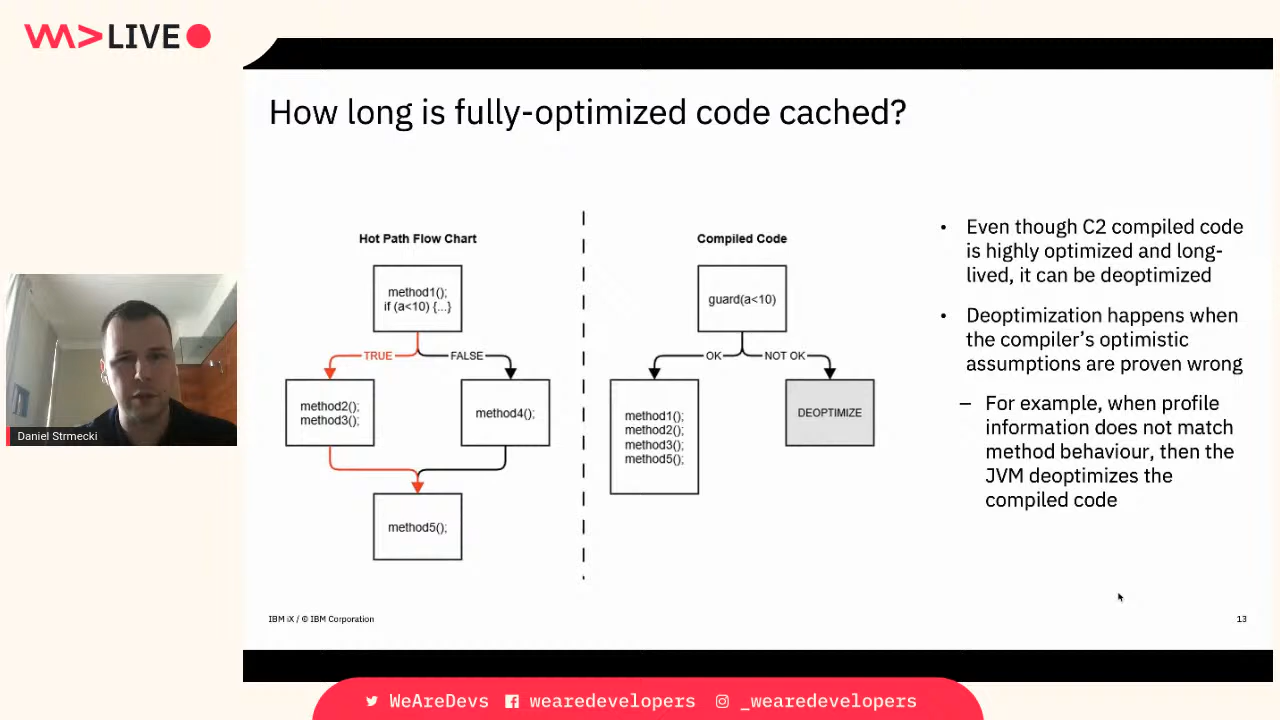 WA>LIVE
How long is fully-optimized code cached?
Hot Path Flow Chart
method1();
if (a<10) {...}
TRUE
FALSE
method2();
method3();
method4();
method5();
Compiled Code
guard(a<10)
OK
NOT OK
method1();
method2();
method3();
method5();
DEOPTIMIZE
• Even though C2 compiled code
is highly optimized and long-
lived, it can be deoptimized
• Deoptimization happens when
the compiler's optimistic
assumptions are proven wrong
– For example, when profile
information does not match
method behaviour, then the
JVM deoptimizes the
compiled code
Daniel Strmecki
IBM iX / © IBM Corporation
13
WeAreDevs wearedevelopers _wearedevelopers